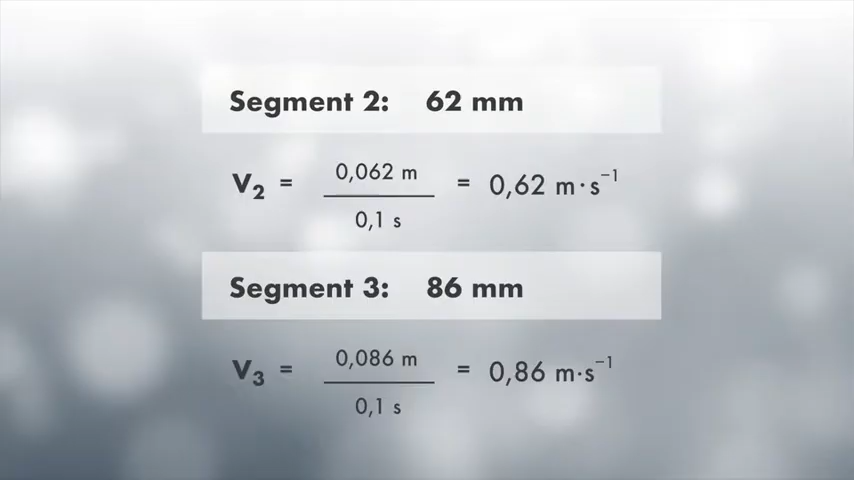 Segment 2: 62 mm
V₂ = 0,062 m / 0,1 s = 0,62 m·s⁻¹
Segment 3: 86 mm
V₃ = 0,086 m / 0,1 s = 0,86 m·s⁻¹